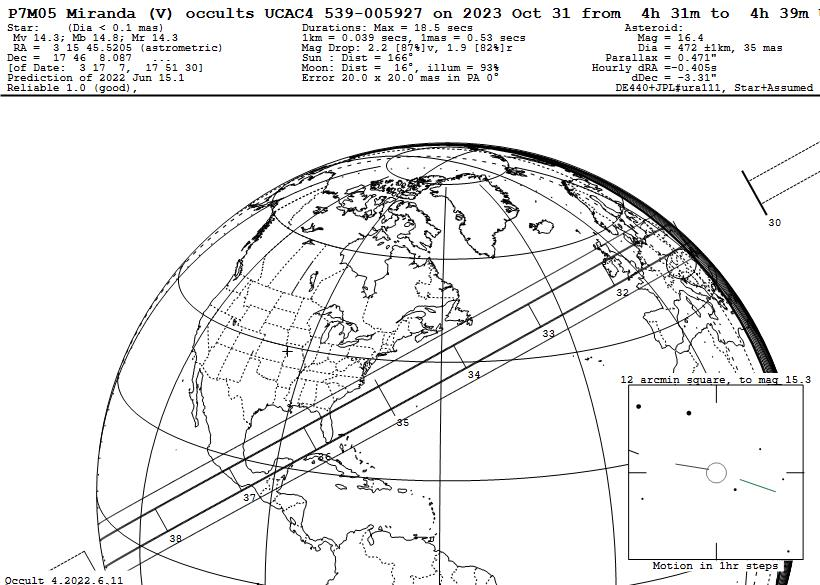 P7M05 Miranda (V) occults UCAC4 539-005927 on 2023 Oct 31 from 4h 31m to 4h 39m
Star: (Dia < 0.1 mas) Durations: Max = 18.5 secs Asteroid:
Mv 14.3; Mb 14.8; Mr 14.3 1km = 0.039 secs, 1mas = 0.53 secs Mag = 16.4
RA = 3 15 45.5205 (astrometric) Mag Drop: 2.2 [87%]v, 1.9 [82%]r Dia = 472 ±1km, 35 mas
Dec = 17 46 8.087 ... Sun : Dist = 166° Parallax = 0.471"
[of Date: 3 17 7, 17 51 30] Moon: Dist = 16°, illum = 93% Hourly dRA =-0.405s
Prediction of 2022 Jun 15.1 Error 20.0 x 20.0 mas in PA 0° dDec = -3.31"
Reliable 1.0 (good), DE440+JPL#ura111, Star+Assumed
30
32
33
34
12 arcmin square, to mag 15.3
35
36
37
38
Motion in 1hr steps
Occult 4.2022.6.11